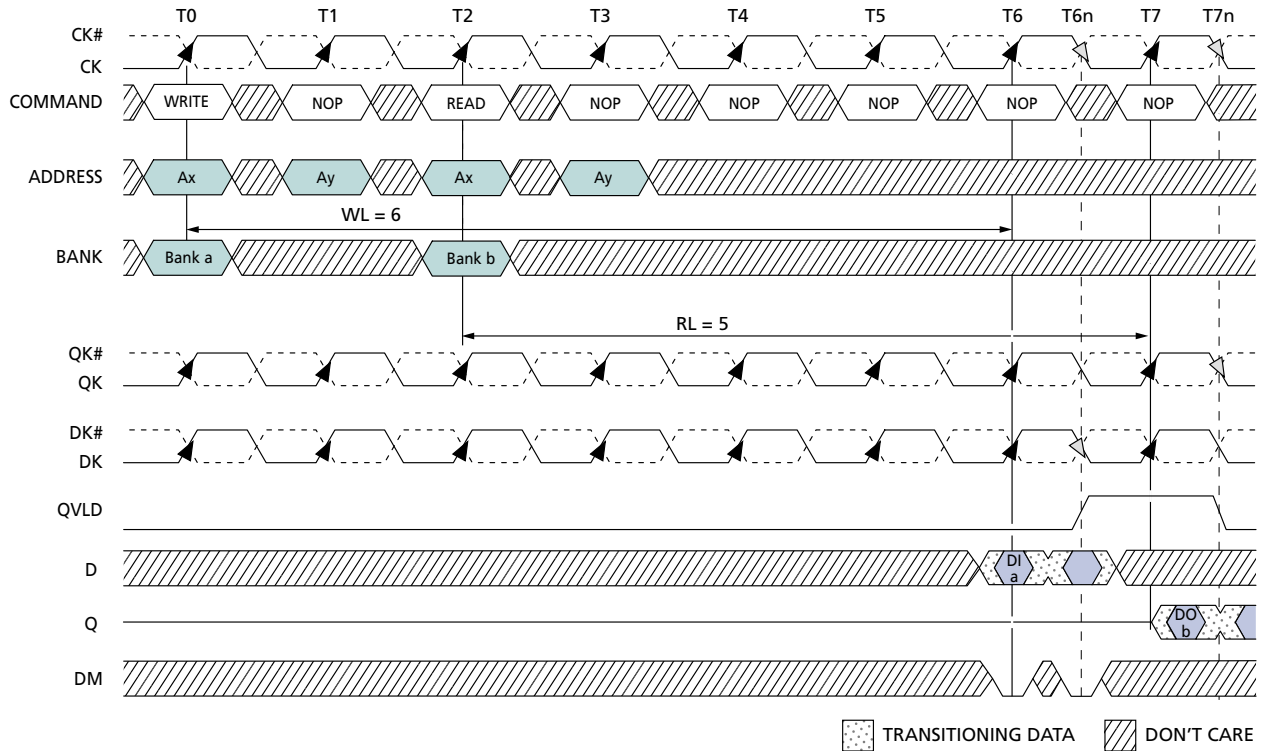 T0 T1 T2 T3 T4 T5 T6 T6n T7 T7n
CK#
CK
COMMAND WRITE NOP READ NOP NOP NOP NOP NOP
ADDRESS Ax Ay Ax Ay
WL = 6
BANK Bank a Bank b
RL = 5
QK#
QK
DK#
DK
QVLD
D DI a
Q DO b
DM
TRANSITIONING DATA DON'T CARE